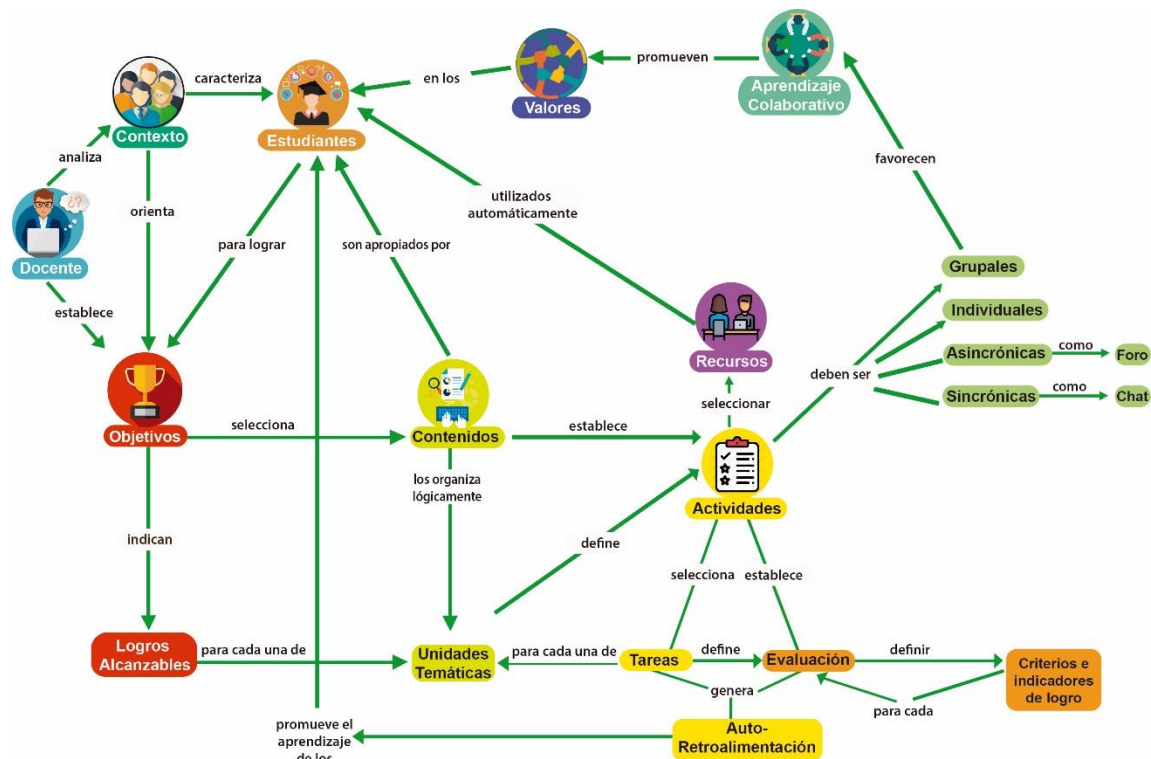 promueven
caracteriza
en los
Valores
Aprendizaje
Colaborativo
Contexto
Estudiantes
analiza
favorecen
¿?
orienta
utilizados
automáticamente
para lograr
son apropiados por
Docente
Grupales
establece
Individuales
Recursos
Asincrónicas
como
Foro
deben ser
Sincrónicas
como
Chat
seleccionar
Objetivos
selecciona
Contenidos
establece
los organiza
lógicamente
Actividades
indican
define
selecciona
establece
Logros
Alcanzables
para cada una de
Unidades
Temáticas
para cada una de
Tareas
define
Evaluación
definir
Criterios e
indicadores
de logro
genera
para cada
promueve el
aprendizaje
de los
Auto-
Retroalimentación